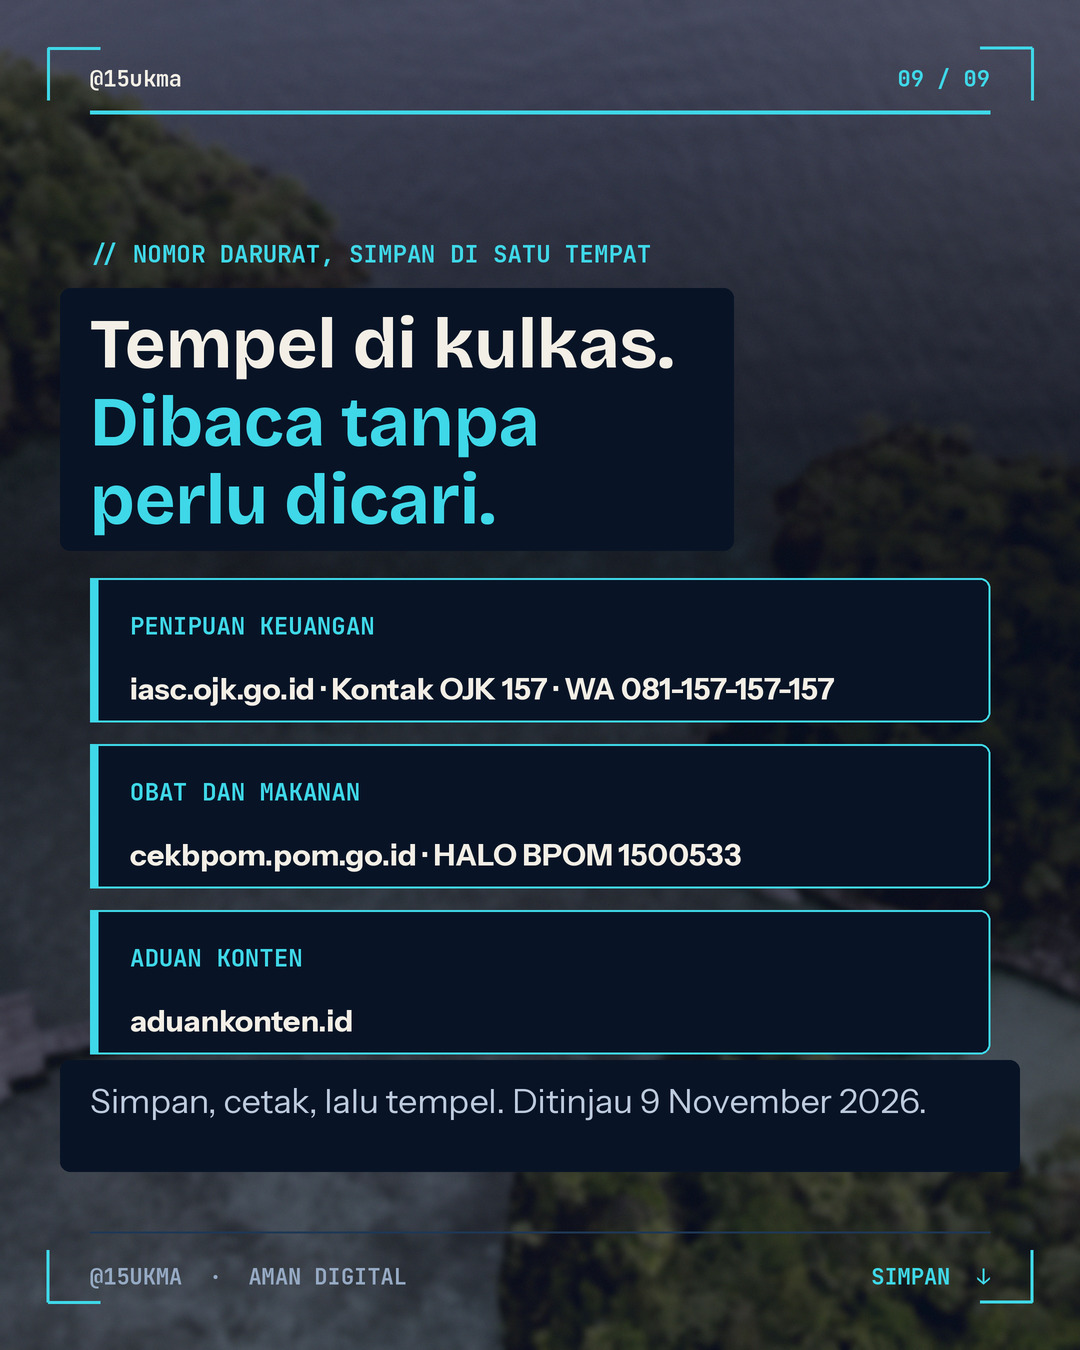 @15ukma
09 / 09
// NOMOR DARURAT, SIMPAN DI SATU TEMPAT
Tempel di kulkas.
Dibaca tanpa
perlu dicari.
PENIPUAN KEUANGAN
iasc.ojk.go.id · Kontak OJK 157 · WA 081-157-157-157
OBAT DAN MAKANAN
cekbpom.pom.go.id · HALO BPOM 1500533
ADUAN KONTEN
aduankonten.id
Simpan, cetak, lalu tempel. Ditinjau 9 November 2026.
@15UKMA · AMAN DIGITAL
SIMPAN ↓